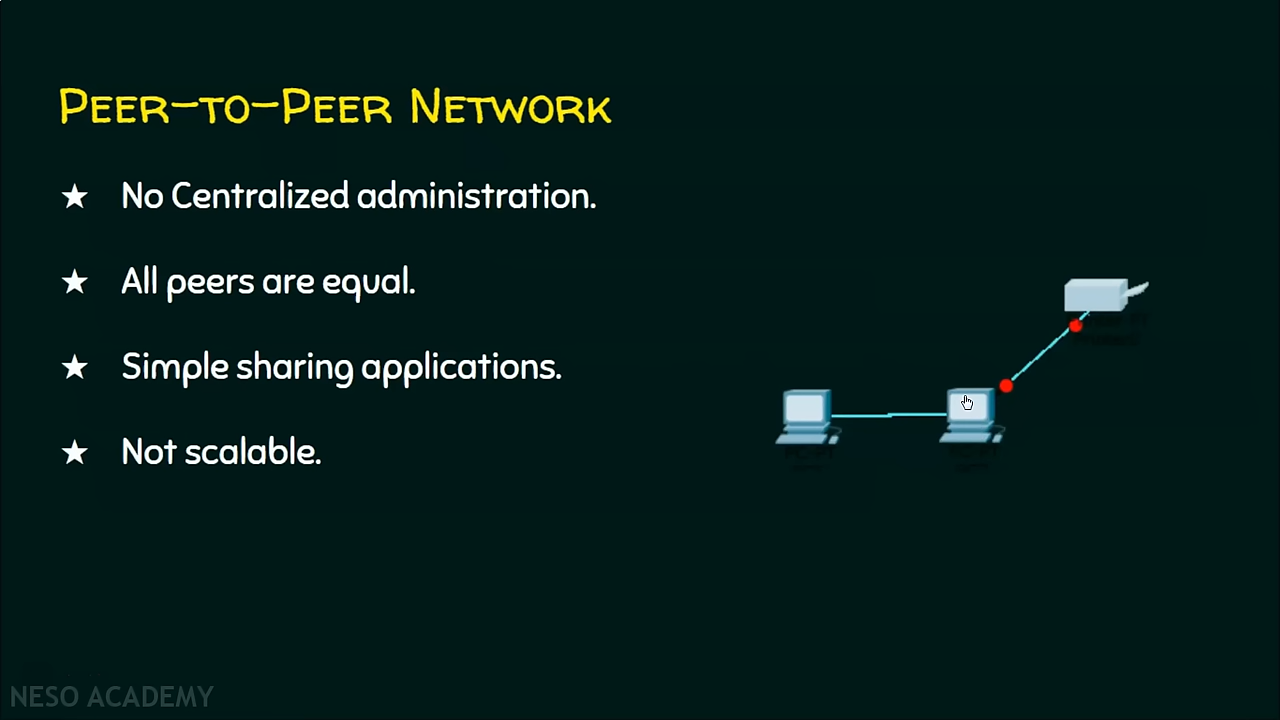 Peer-to-Peer Network
★ No Centralized administration.
★ All peers are equal.
★ Simple sharing applications.
★ Not scalable.
NESO ACADEMY